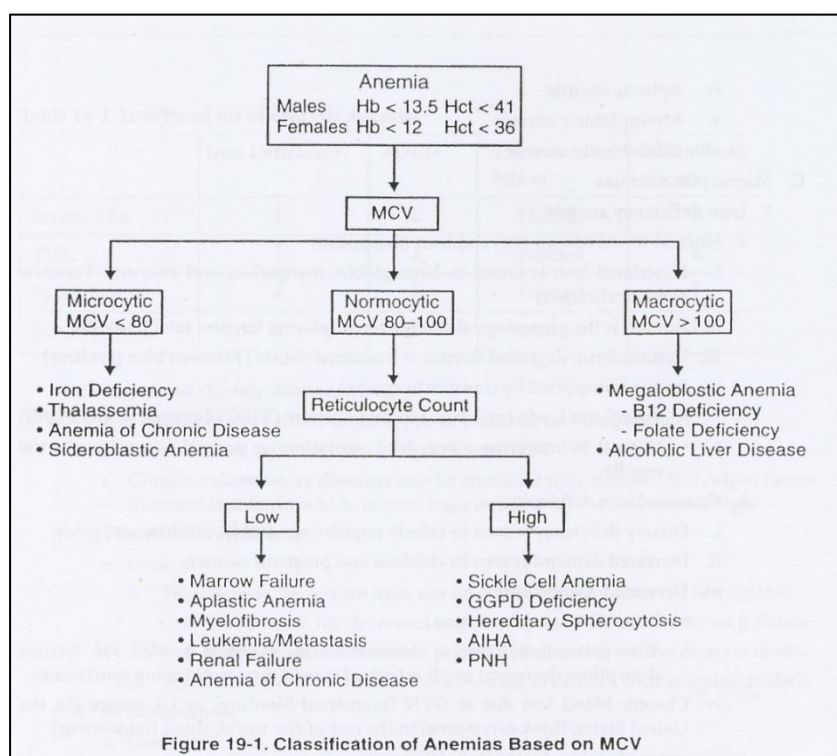 Anemia
Males Hb < 13.5 Hct < 41
Females Hb < 12 Hct < 36
MCV
Microcytic
MCV < 80
Normocytic
MCV 80–100
Macrocytic
MCV > 100
• Iron Deficiency
• Thalassemia
• Anemia of Chronic Disease
• Sideroblastic Anemia
Reticulocyte Count
• Megaloblastic Anemia
- B12 Deficiency
- Folate Deficiency
• Alcoholic Liver Disease
Low
High
• Marrow Failure
• Aplastic Anemia
• Myelofibrosis
• Leukemia/Metastasis
• Renal Failure
• Anemia of Chronic Disease
• Sickle Cell Anemia
• GGPD Deficiency
• Hereditary Spherocytosis
• AIHA
• PNH
Figure 19-1. Classification of Anemias Based on MCV